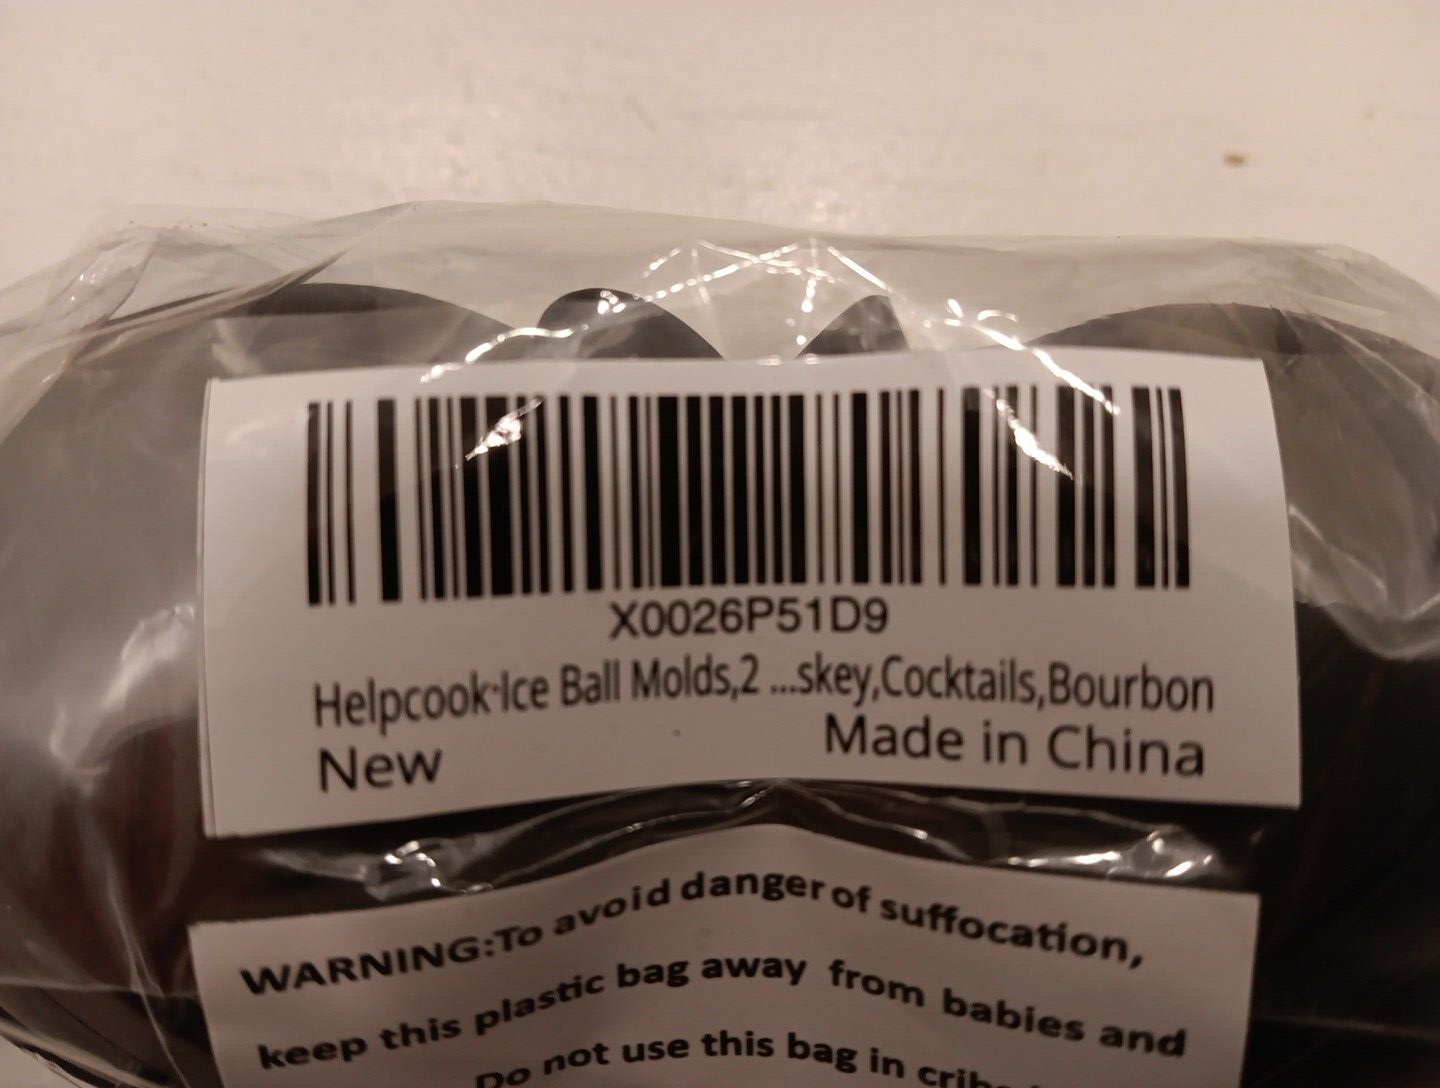 X0026P51D9
Helpcook·Ice Ball Molds,2 ...skey,Cocktails,Bourbon
New
Made in China
WARNING:To avoid danger of suffocation,
keep this plastic bag away from babies and
Do not use this bag in